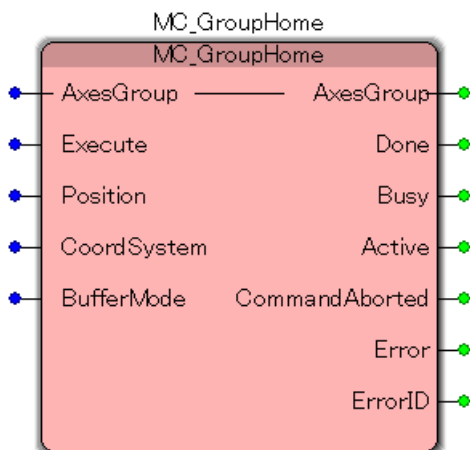 MC_GroupHome
MC_GroupHome
AxesGroup AxesGroup
Execute Done
Position Busy
CoordSystem Active
BufferMode CommandAborted
Error
ErrorID